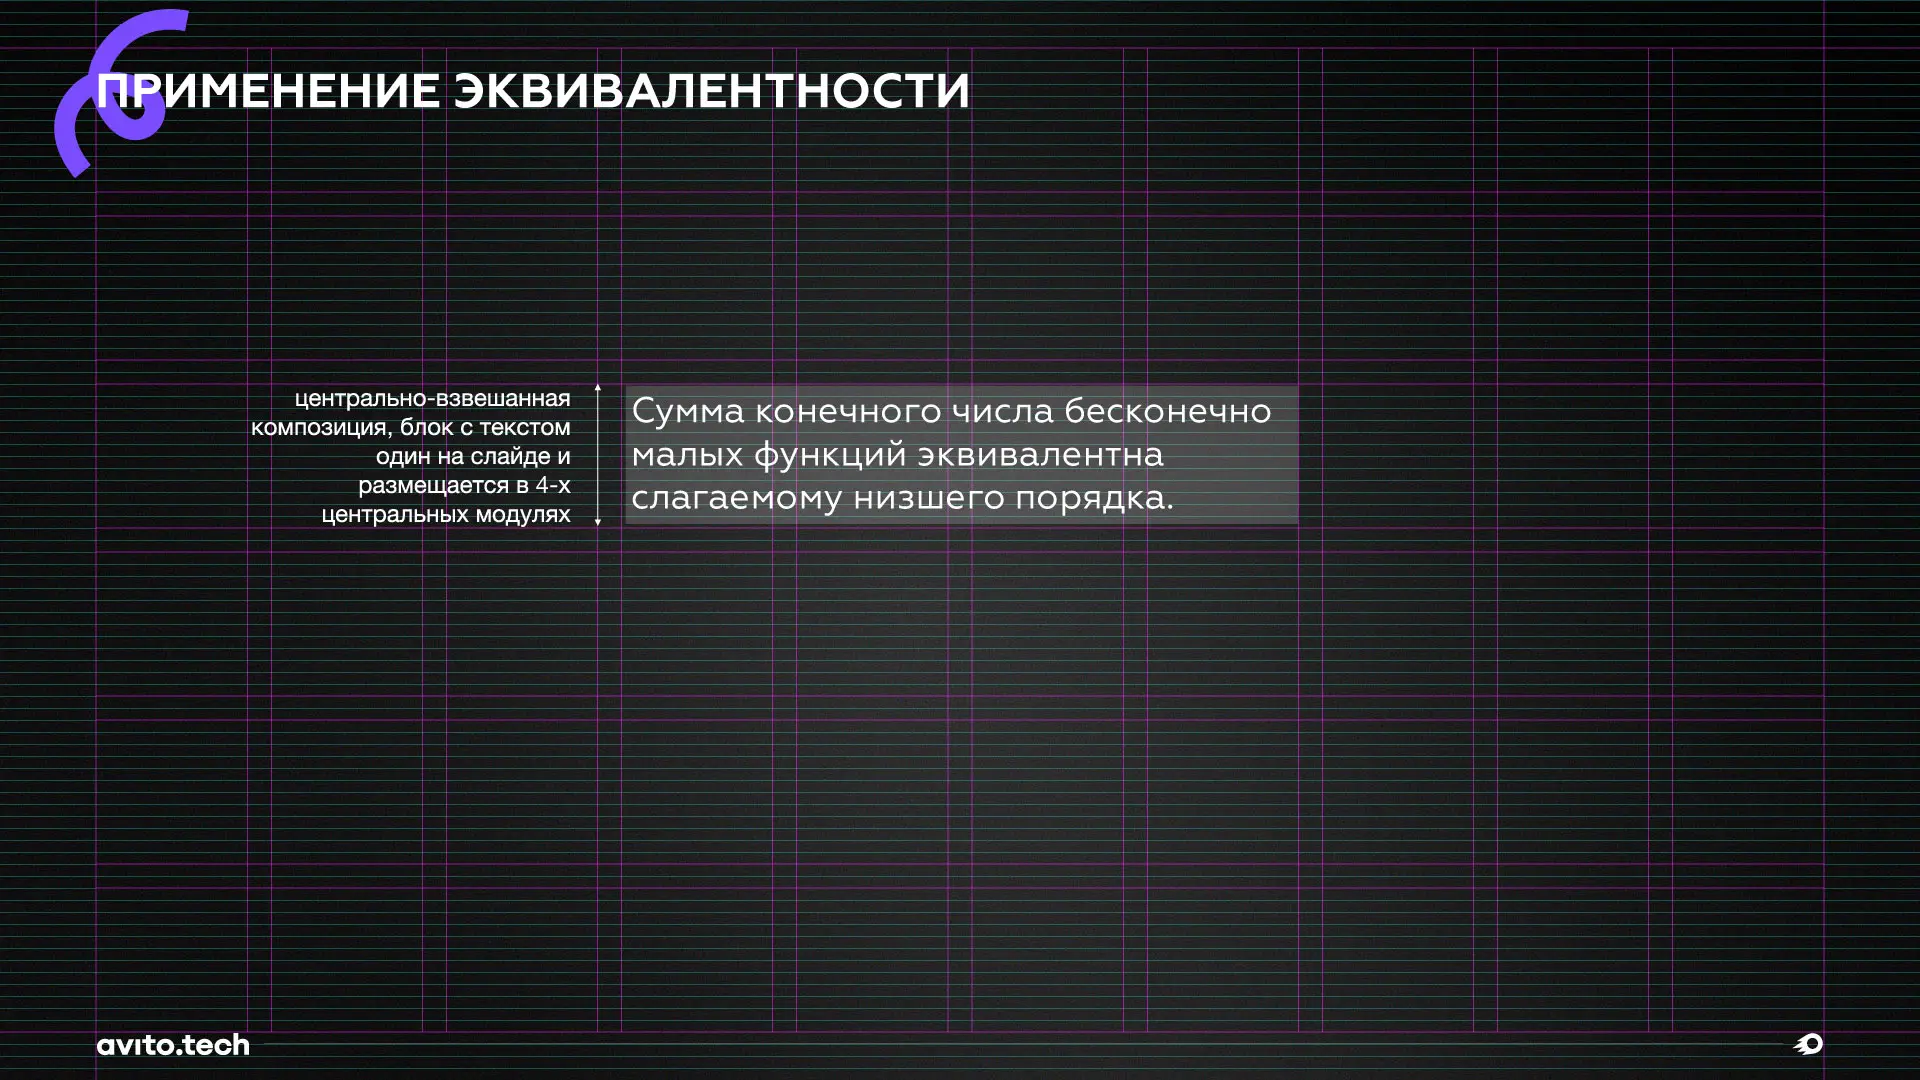 ПРИМЕНЕНИЕ ЭКВИВАЛЕНТНОСТИ
центрально-взвешанная
композиция, блок с текстом
один на слайде и
размещается в 4-х
центральных модулях
Сумма конечного числа бесконечно
малых функций эквивалентна
слагаемому низшего порядка.
avito.tech